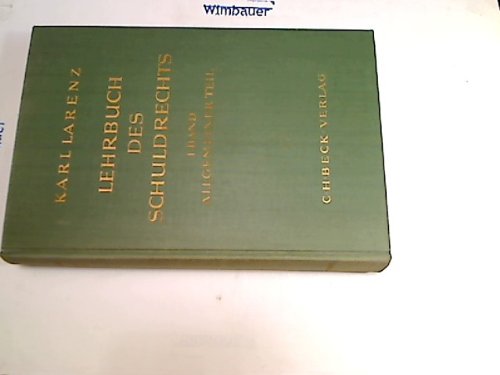 Wimbauer
KARL LARENZ
LEHRBUCH
DES
SCHULDRECHTS
I BAND
ALLGEMEINER TEIL
C·H·BECK VERLAG